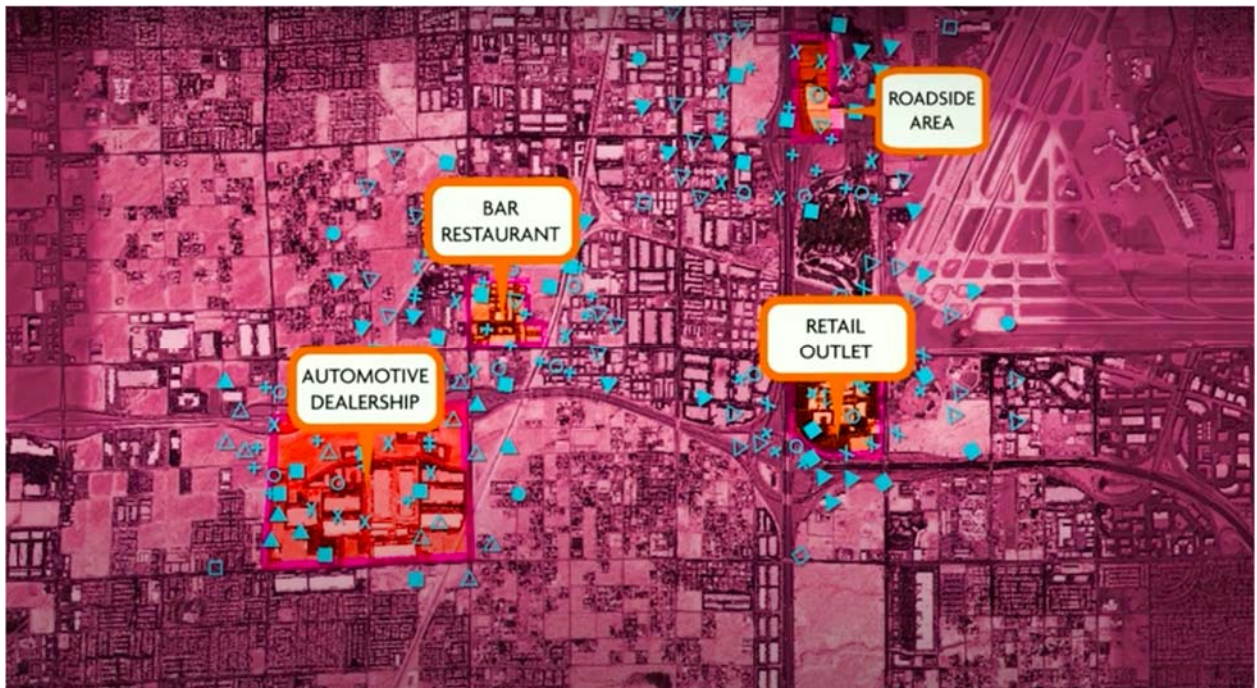 ROADSIDE
AREA
BAR
RESTAURANT
RETAIL
OUTLET
AUTOMOTIVE
DEALERSHIP